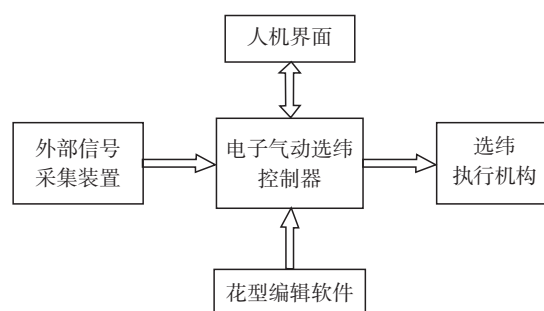 人机界面
外部信号
采集装置
电子气动选纬
控制器
选纬
执行机构
花型编辑软件